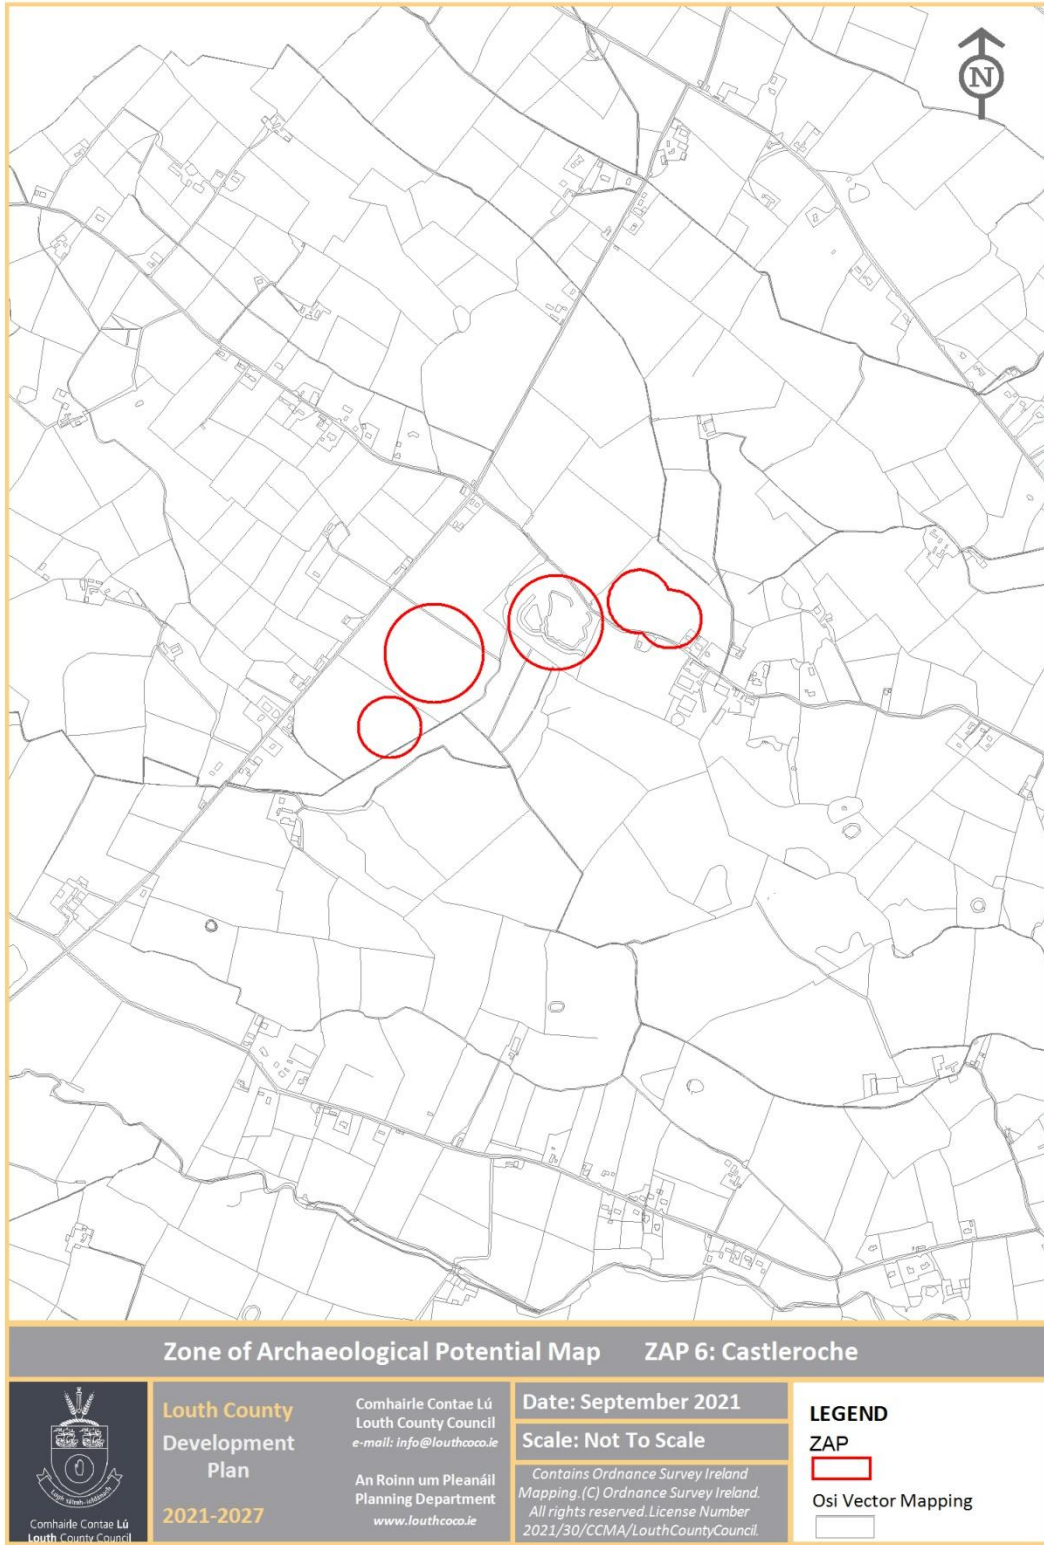 N
Zone of Archaeological Potential Map ZAP 6: Castleroche
Comhairle Contae Lú
Louth County Council
Louth County
Development
Plan
2021-2027
Comhairle Contae Lú
Louth County Council
e-mail: info@louthcoco.ie
An Roinn um Pleanáil
Planning Department
www.louthcoco.ie
Date: September 2021
Scale: Not To Scale
Contains Ordnance Survey Ireland
Mapping.(C) Ordnance Survey Ireland.
All rights reserved.License Number
2021/30/CCMA/LouthCountyCouncil.
LEGEND
ZAP
Osi Vector Mapping